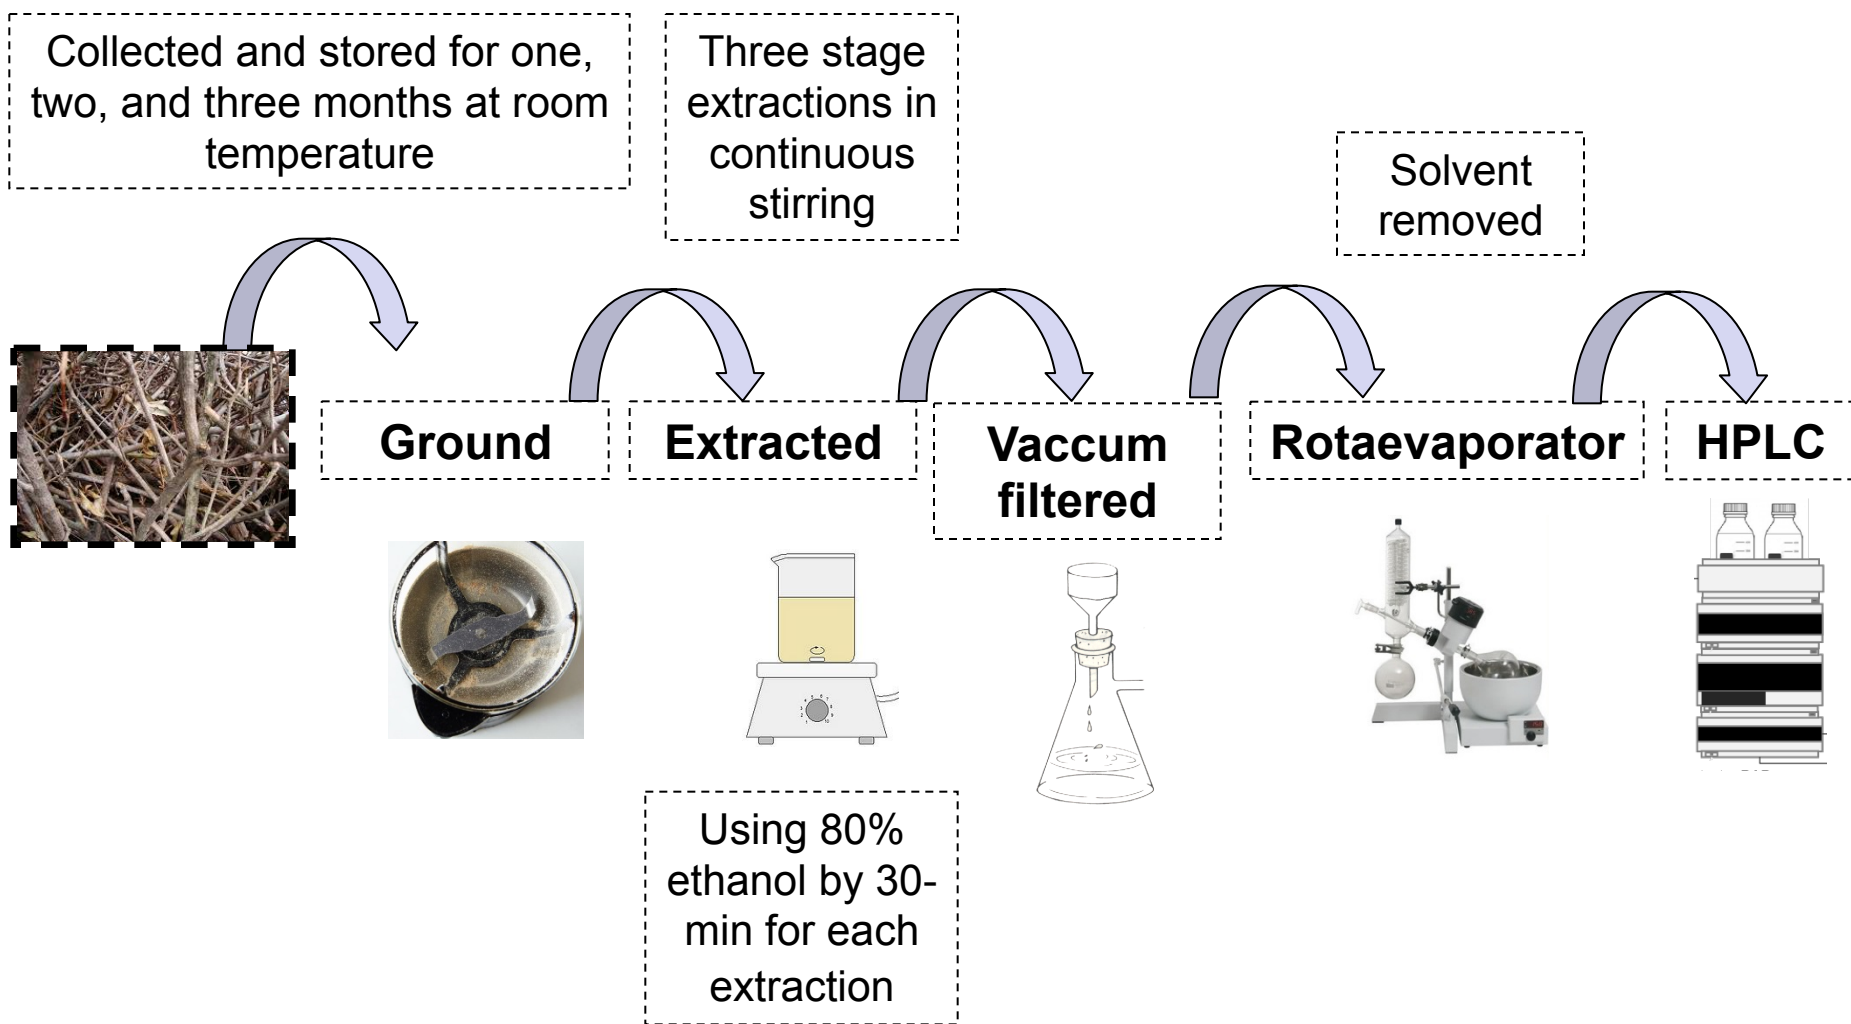 Collected and stored for one,
two, and three months at room
temperature
Three stage
extractions in
continuous
stirring
Solvent
removed
Ground
Extracted
Vaccum
filtered
Rotaevaporator
HPLC
Using 80%
ethanol by 30-
min for each
extraction